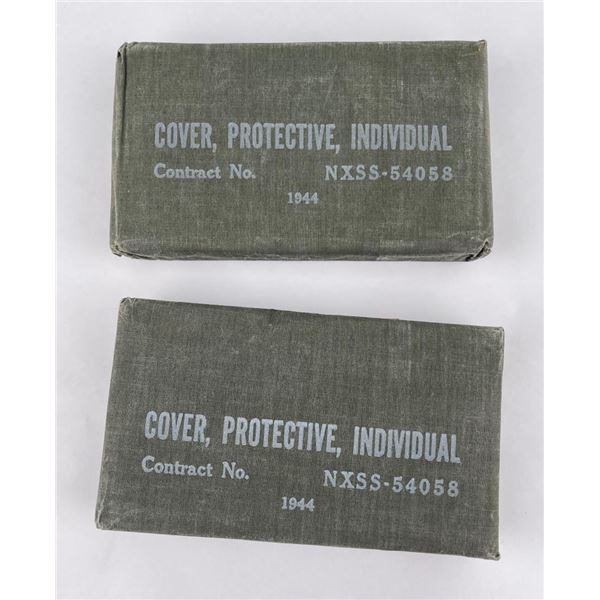 COVER, PROTECTIVE, INDIVIDUAL
Contract No. NXSS-54058
1944
COVER, PROTECTIVE, INDIVIDUAL
Contract No. NXSS-54058
1944